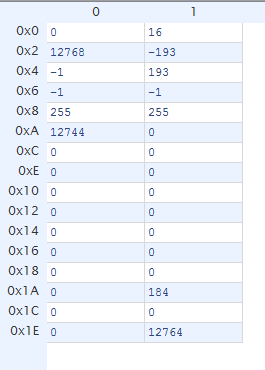 0 1
0x0 0 16
0x2 12768 -193
0x4 -1 193
0x6 -1 -1
0x8 255 255
0xA 12744 0
0xC 0 0
0xE 0 0
0x10 0 0
0x12 0 0
0x14 0 0
0x16 0 0
0x18 0 0
0x1A 0 184
0x1C 0 0
0x1E 0 12764